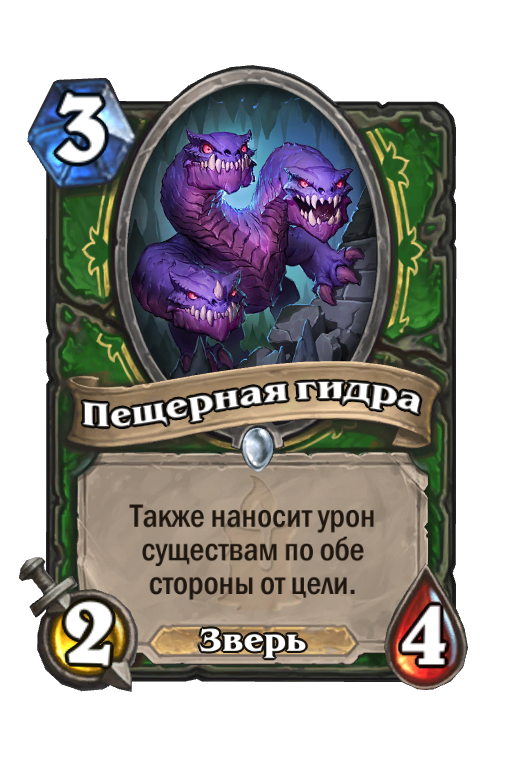 3
Пещерная гидра
Также наносит урон
существам по обе
стороны от цели.
2
Зверь
4